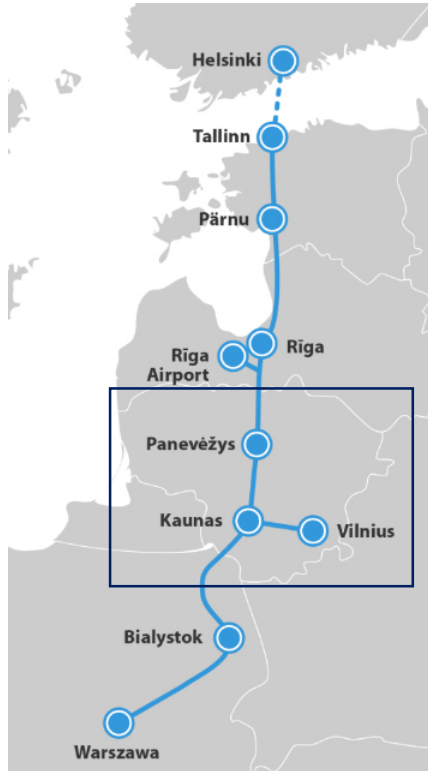 Helsinki
Tallinn
Pärnu
Rīga
Rīga
Airport
Panevėžys
Kaunas
Vilnius
Bialystok
Warszawa